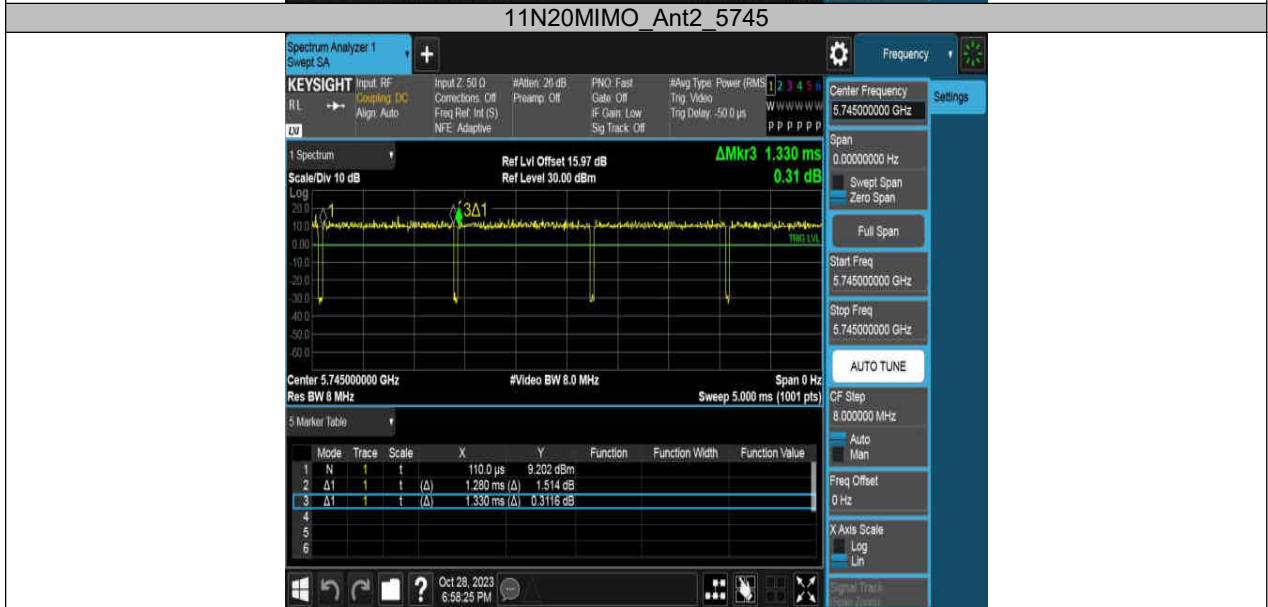 11N20MIMO_Ant2_5745
Spectrum Analyzer 1
Swept SA
+
Frequency
KEYSIGHT
RL
LXI
Input: RF
Coupling: DC
Align: Auto
Input Z: 50 Ω
Corrections: Off
Freq Ref: Int (S)
NFE: Adaptive
#Atten: 26 dB
Preamp: Off
PNO: Fast
Gate: Off
IF Gain: Low
Sig Track: Off
#Avg Type: Power (RMS
Trig: Video
Trig Delay: -50.0 µs
1 2 3 4 5 6
W W W W W W
P P P P P P
Center Frequency
5.745000000 GHz
Settings
Span
0.00000000 Hz
Swept Span
Zero Span
Full Span
Start Freq
5.745000000 GHz
Stop Freq
5.745000000 GHz
AUTO TUNE
CF Step
8.000000 MHz
Auto
Man
Freq Offset
0 Hz
X Axis Scale
Log
Lin
Signal Track
1 Spectrum
Scale/Div 10 dB
Ref Lvl Offset 15.97 dB
Ref Level 30.00 dBm
ΔMkr3 1.330 ms
0.31 dB
Log
20.0
10.0
0.00
-10.0
-20.0
-30.0
-40.0
-50.0
-60.0
1
3Δ1
TRIG LVL
Center 5.745000000 GHz
Res BW 8 MHz
#Video BW 8.0 MHz
Span 0 Hz
Sweep 5.000 ms (1001 pts)
5 Marker Table
Mode Trace Scale X Y Function Function Width Function Value
1 N 1 t 110.0 µs 9.202 dBm
2 Δ1 1 t (Δ) 1.280 ms (Δ) 1.514 dB
3 Δ1 1 t (Δ) 1.330 ms (Δ) 0.3116 dB
4
5
6
?
Oct 28, 2023
6:58:25 PM